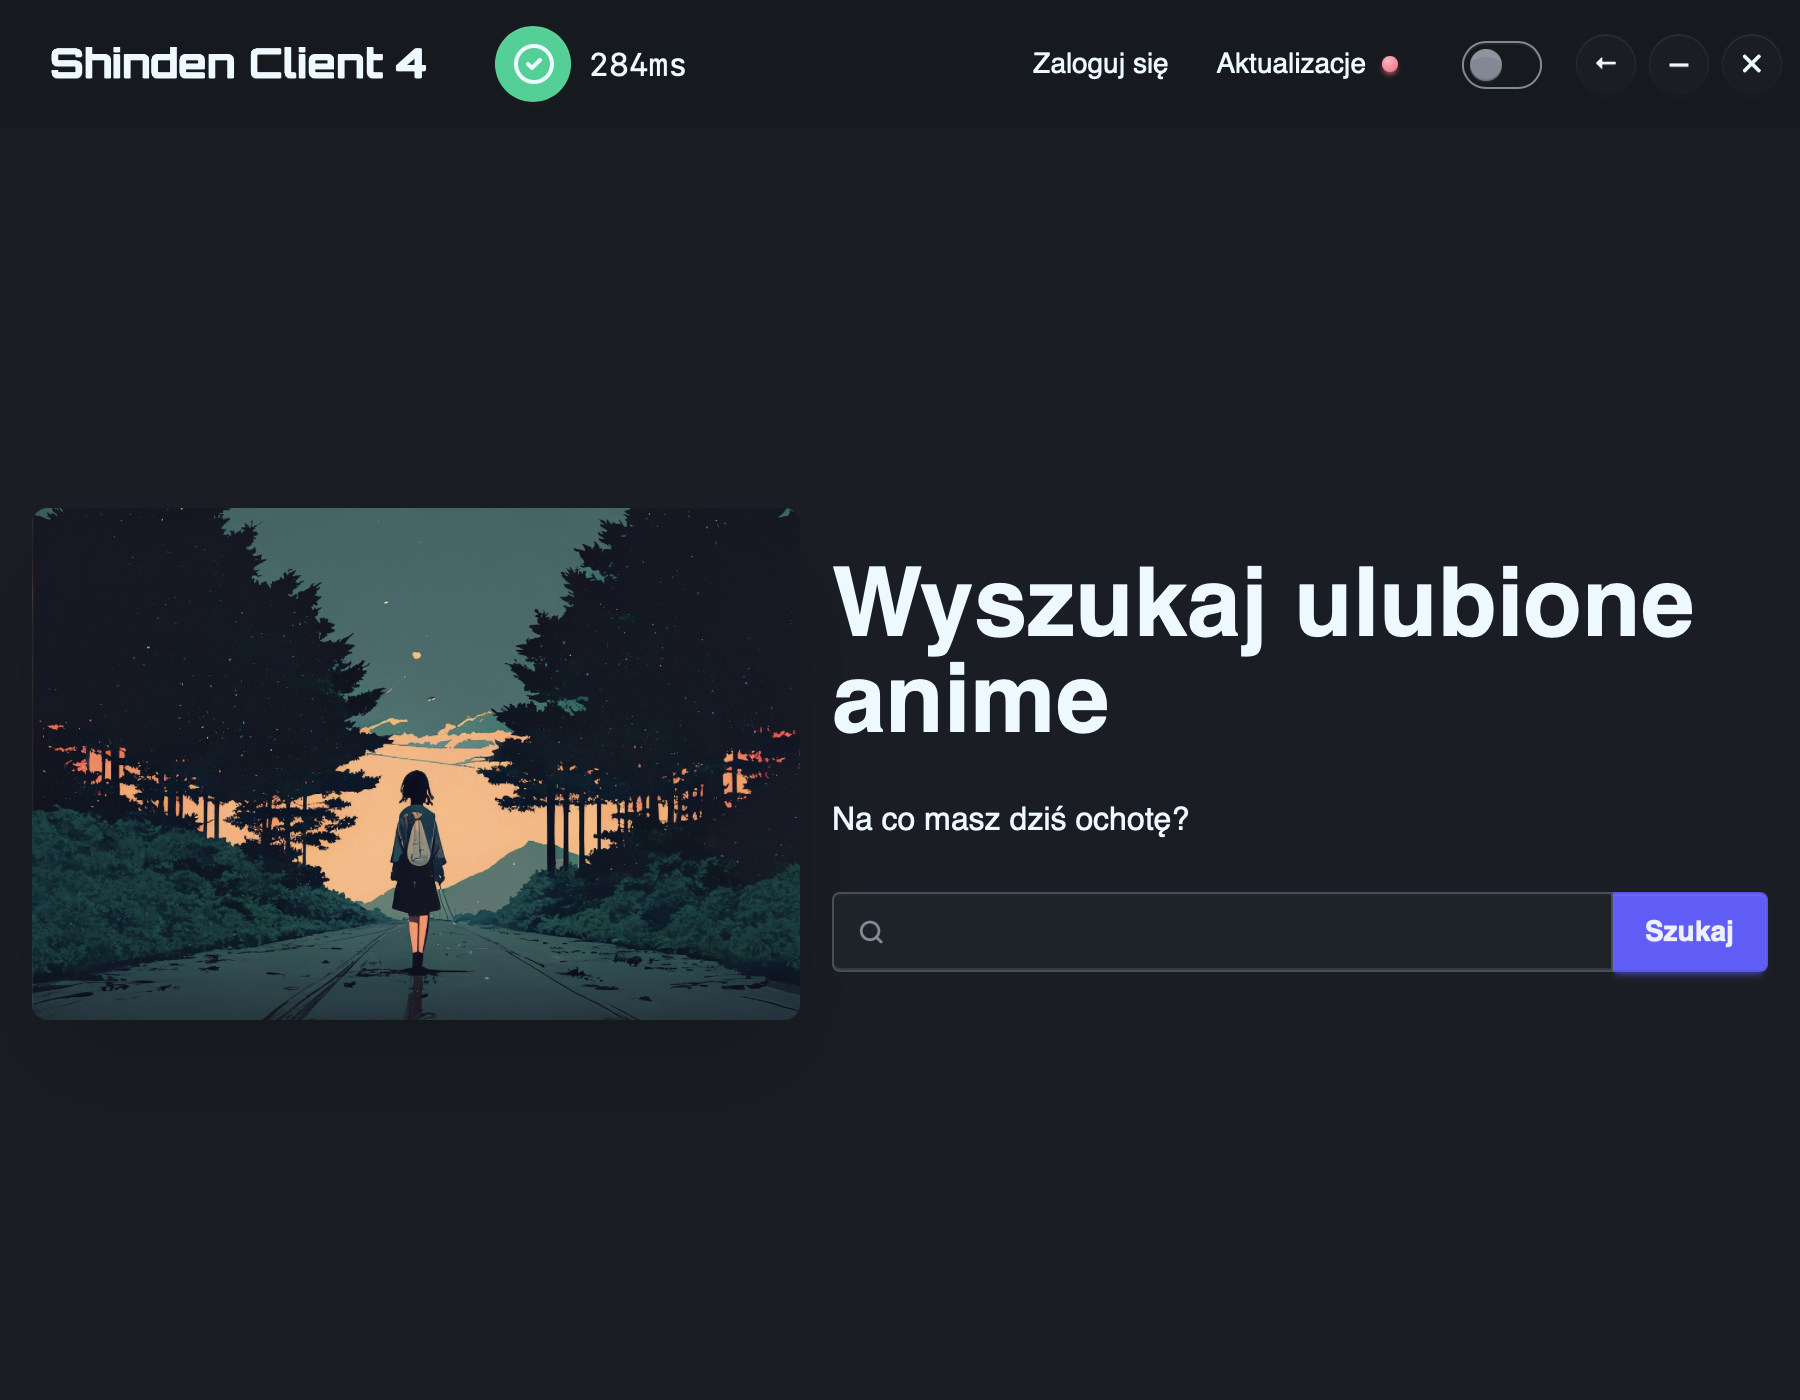 Shinden Client 4
284ms
Zaloguj się
Aktualizacje
Wyszukaj ulubione
anime
Na co masz dziś ochotę?
Szukaj